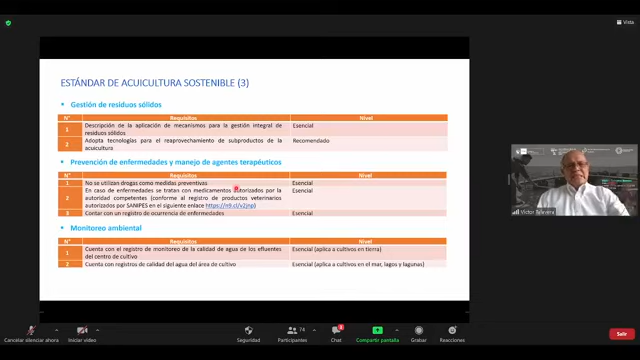 Vista
ESTÁNDAR DE ACUICULTURA SOSTENIBLE (3)
Gestión de residuos sólidos
N° Requisitos Nivel
1 Descripción de la aplicación de mecanismos para la gestión integral de Esencial
residuos sólidos
2 Adopta tecnologías para el reaprovechamiento de subproductos de la Recomendado
acuicultura
Prevención de enfermedades y manejo de agentes terapéuticos
N° Requisitos Nivel
1 No se utilizan drogas como medidas preventivas Esencial
En caso de enfermedades se tratan con medicamentos autorizados por la Esencial
2 autoridad competentes (conforme al registro de productos veterinarios
autorizados por SANIPES en el siguiente enlace
3 Contar con un registro de ocurrencia de enfermedades Esencial
Monitoreo ambiental
N° Requisitos Nivel
1 Cuenta con el registro de monitoreo de la calidad de agua de los efluentes Esencial (aplica a cultivos en tierra)
del centro de cultivo
2 Cuenta con registros de calidad del agua del área de cultivo Esencial (aplica a cultivos en el mar, lagos y lagunas)
Cancelar silenciar ahora
Iniciar video
Seguridad
74
Participantes
Chat
Compartir pantalla
Grabar
Reacciones
Salir